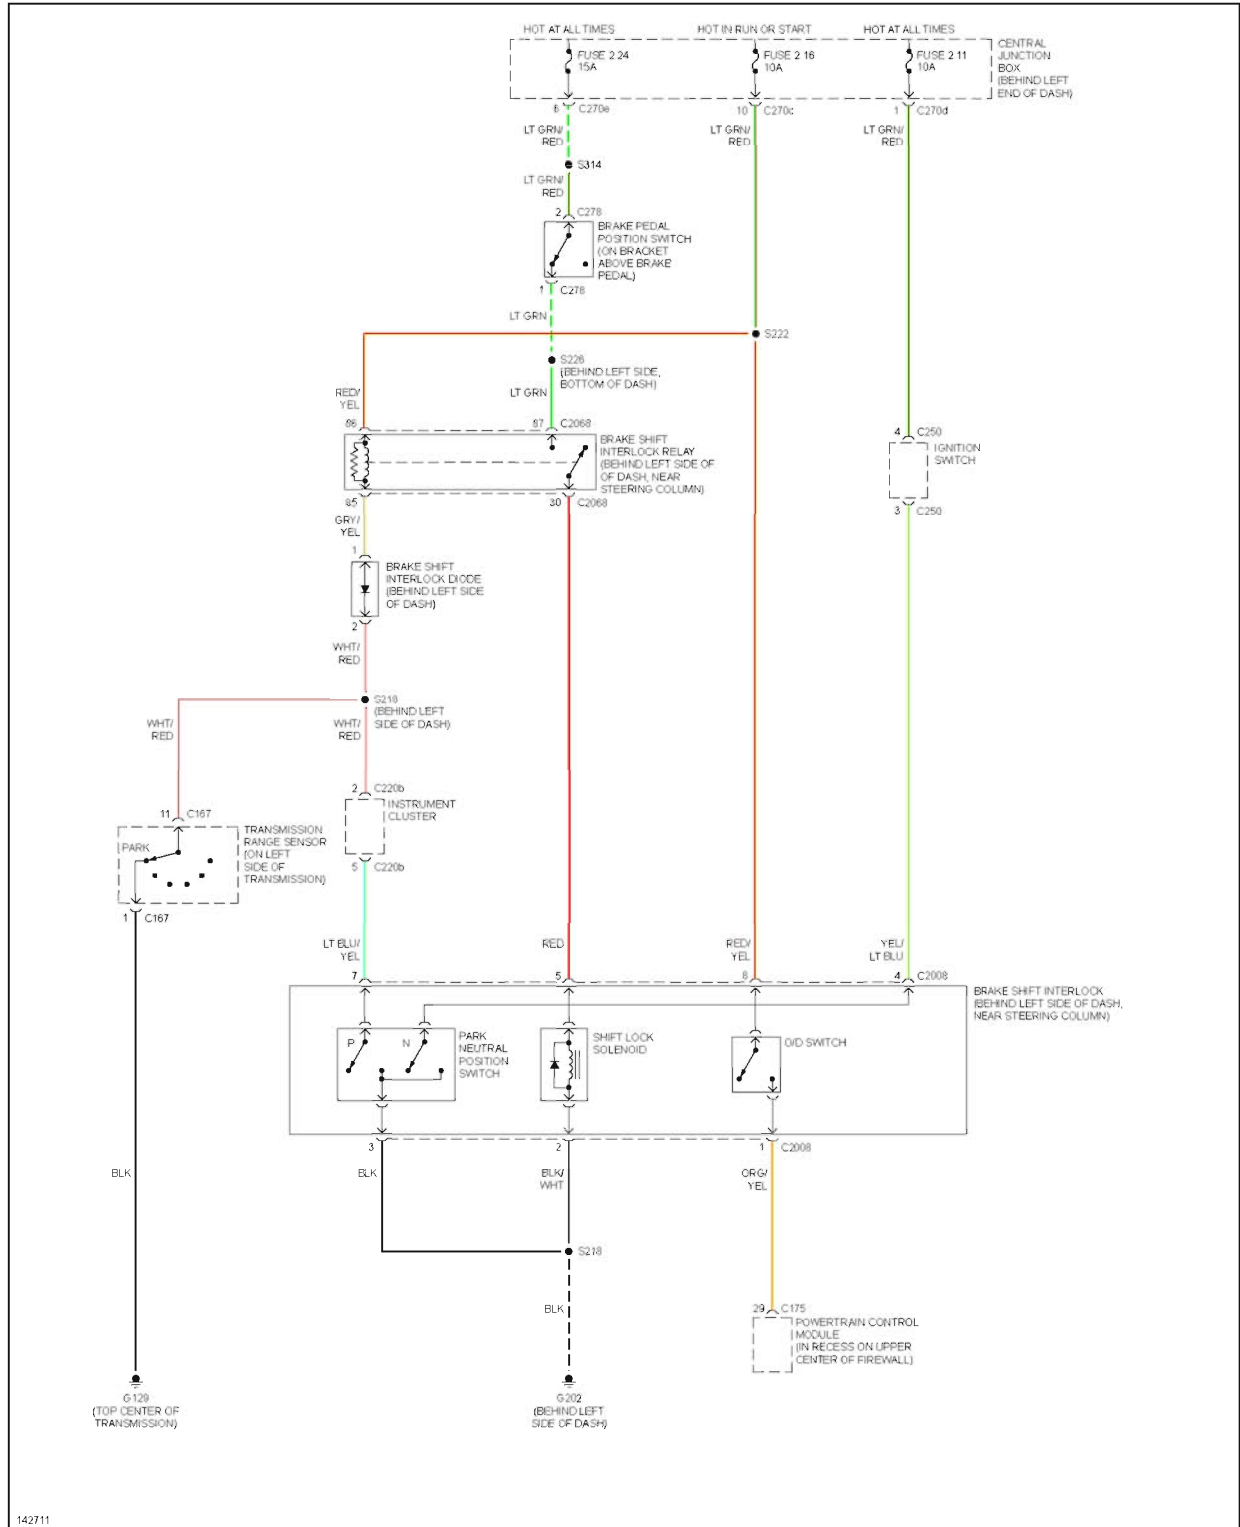 HOT AT ALL TIMES
HOT IN RUN OR START
HOT AT ALL TIMES
FUSE 2 24
15A
FUSE 2 16
10A
FUSE 2 11
10A
CENTRAL
JUNCTION
BOX
(BEHIND LEFT
END OF DASH)
6 C270e
10 C270c
1 C270d
LT GRN/
RED
LT GRN/
RED
LT GRN/
RED
S314
LT GRN/
RED
2 C278
BRAKE PEDAL
POSITION SWITCH
(ON BRACKET
ABOVE BRAKE
PEDAL)
1 C278
LT GRN
S222
S226
(BEHIND LEFT SIDE,
BOTTOM OF DASH)
RED/
YEL
LT GRN
86
87 C2068
BRAKE SHIFT
INTERLOCK RELAY
(BEHIND LEFT SIDE OF
OF DASH, NEAR
STEERING COLUMN)
4 C250
IGNITION
SWITCH
3 C250
85
30 C2068
GRY/
YEL
1
BRAKE SHIFT
INTERLOCK DIODE
(BEHIND LEFT SIDE
OF DASH)
2
WHT/
RED
S216
(BEHIND LEFT
SIDE OF DASH)
WHT/
RED
WHT/
RED
2 C220b
INSTRUMENT
CLUSTER
5 C220b
11 C167
PARK
TRANSMISSION
RANGE SENSOR
(ON LEFT
SIDE OF
TRANSMISSION)
1 C167
LT BLU/
YEL
RED
RED/
YEL
YEL/
LT BLU
7
5
8
4 C2008
BRAKE SHIFT INTERLOCK
(BEHIND LEFT SIDE OF DASH,
NEAR STEERING COLUMN)
P
N
PARK
NEUTRAL
POSITION
SWITCH
SHIFT LOCK
SOLENOID
O/D SWITCH
3
2
1 C2008
BLK
BLK
BLK/
WHT
ORG/
YEL
S218
BLK
29 C175
POWERTRAIN CONTROL
MODULE
(IN RECESS ON UPPER
CENTER OF FIREWALL)
G129
(TOP CENTER OF
TRANSMISSION)
G202
(BEHIND LEFT
SIDE OF DASH)
142711